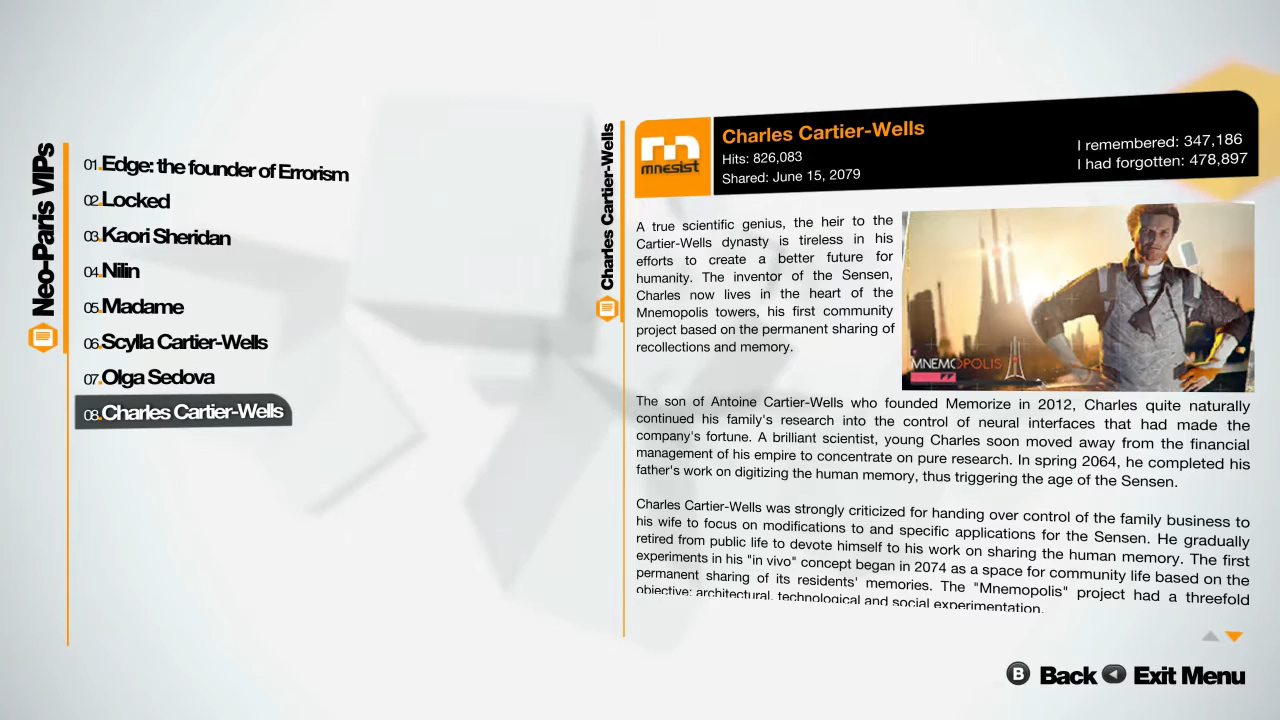 Neo-Paris VIPs
01.Edge: the founder of Errorism
02.Locked
03.Kaori Sheridan
04.Nilin
05.Madame
06.Scylla Cartier-Wells
07.Olga Sedova
08.Charles Cartier-Wells
Charles Cartier-Wells
mnesist
Charles Cartier-Wells
Hits: 826,083
Shared: June 15, 2079
I remembered: 347,186
I had forgotten: 478,897
A true scientific genius, the heir to the
Cartier-Wells dynasty is tireless in his
efforts to create a better future for
humanity. The inventor of the Sensen,
Charles now lives in the heart of the
Mnemopolis towers, his first community
project based on the permanent sharing of
recollections and memory.
MNEMOPOLIS
The son of Antoine Cartier-Wells who founded Memorize in 2012, Charles quite naturally
continued his family's research into the control of neural interfaces that had made the
company's fortune. A brilliant scientist, young Charles soon moved away from the financial
management of his empire to concentrate on pure research. In spring 2064, he completed his
father's work on digitizing the human memory, thus triggering the age of the Sensen.
Charles Cartier-Wells was strongly criticized for handing over control of the family business to
his wife to focus on modifications to and specific applications for the Sensen. He gradually
retired from public life to devote himself to his work on sharing the human memory. The first
experiments in his "in vivo" concept began in 2074 as a space for community life based on the
permanent sharing of its residents' memories. The "Mnemopolis" project had a threefold
objective: architectural, technological and social experimentation.
B Back Exit Menu